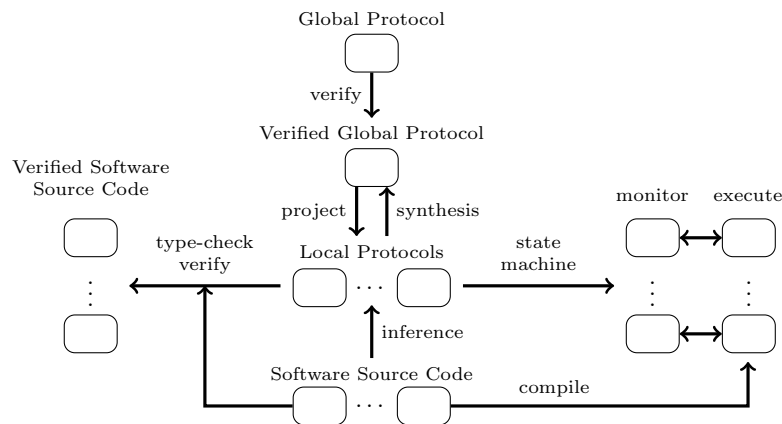 Global Protocol
verify
Verified Global Protocol
Verified Software
Source Code
project
synthesis
monitor
execute
type-check
verify
Local Protocols
state
machine
inference
Software Source Code
compile